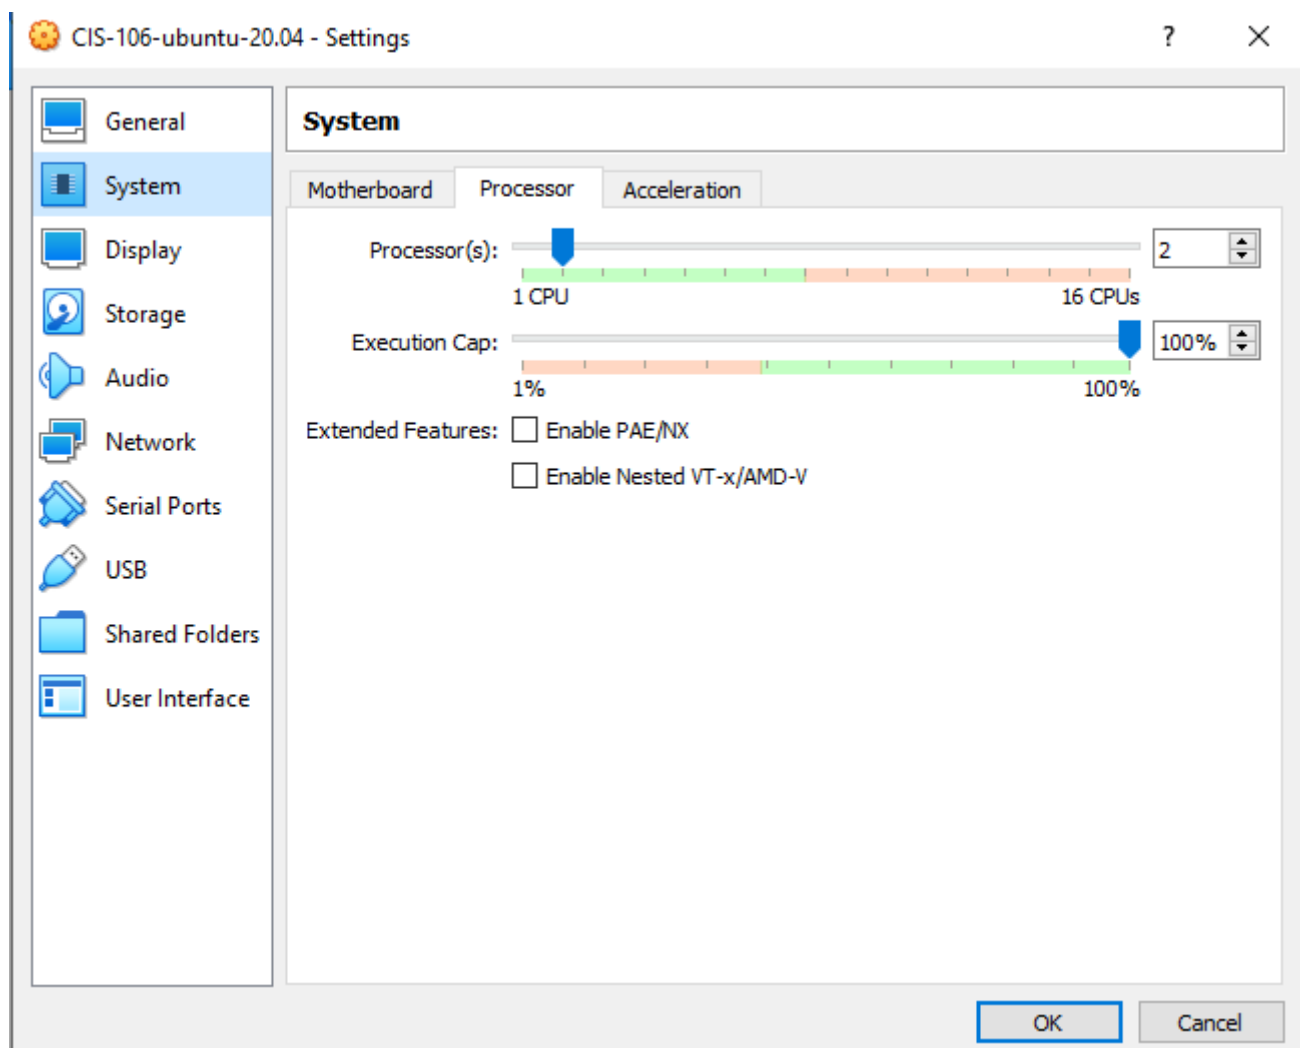 CIS-106-ubuntu-20.04 - Settings
?
General
System
Display
Storage
Audio
Network
Serial Ports
USB
Shared Folders
User Interface
System
Motherboard Processor Acceleration
Processor(s): 2
1 CPU 16 CPUs
Execution Cap: 100%
1% 100%
Extended Features: Enable PAE/NX
Enable Nested VT-x/AMD-V
OK Cancel